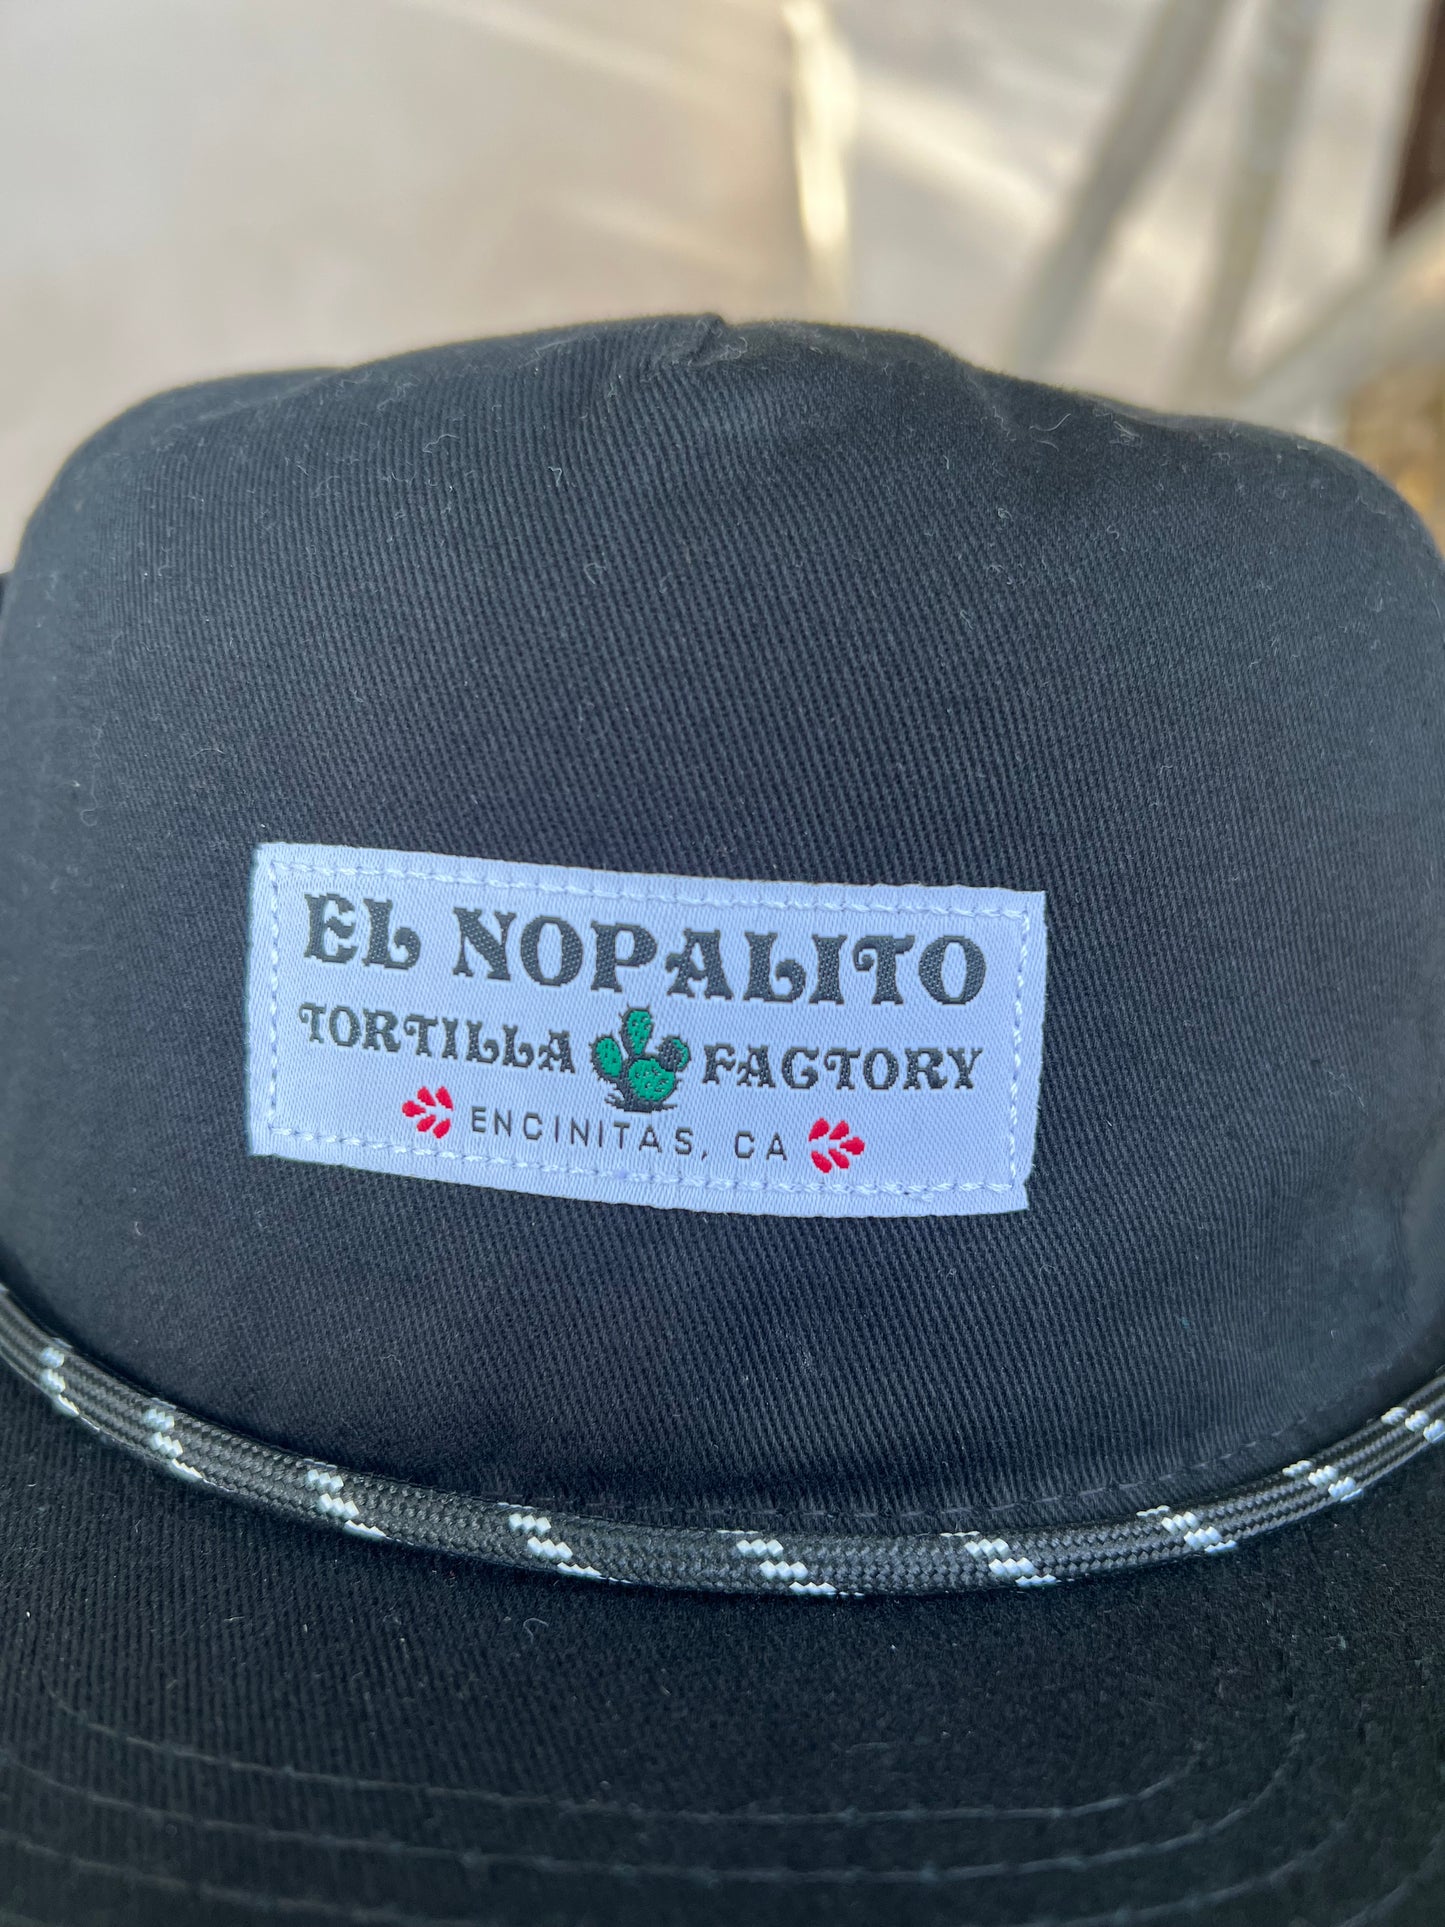 EL NOPALITO
TORTILLA FACTORY
ENCINITAS, CA